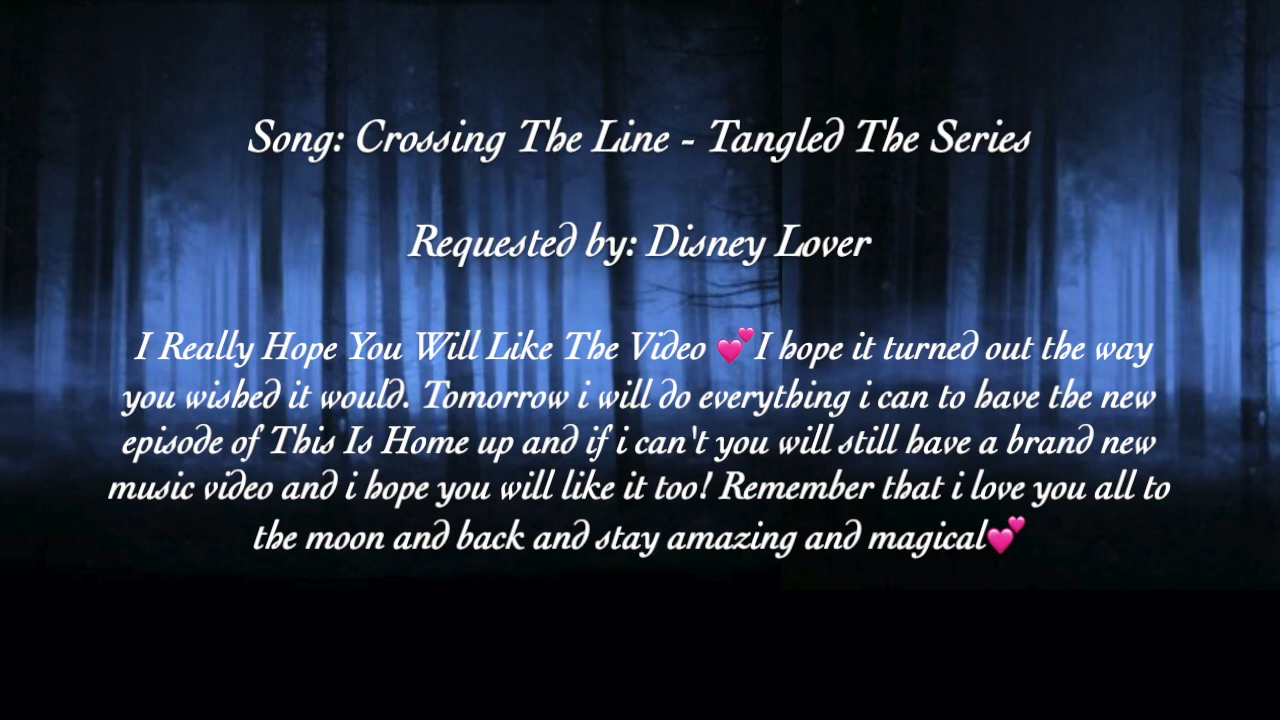 Song: Crossing The Line - Tangled The Series
Requested by: Disney Lover
I Really Hope You Will Like The Video 💕I hope it turned out the way
you wished it would. Tomorrow i will do everything i can to have the new
episode of This Is Home up and if i can't you will still have a brand new
music video and i hope you will like it too! Remember that i love you all to
the moon and back and stay amazing and magical💕